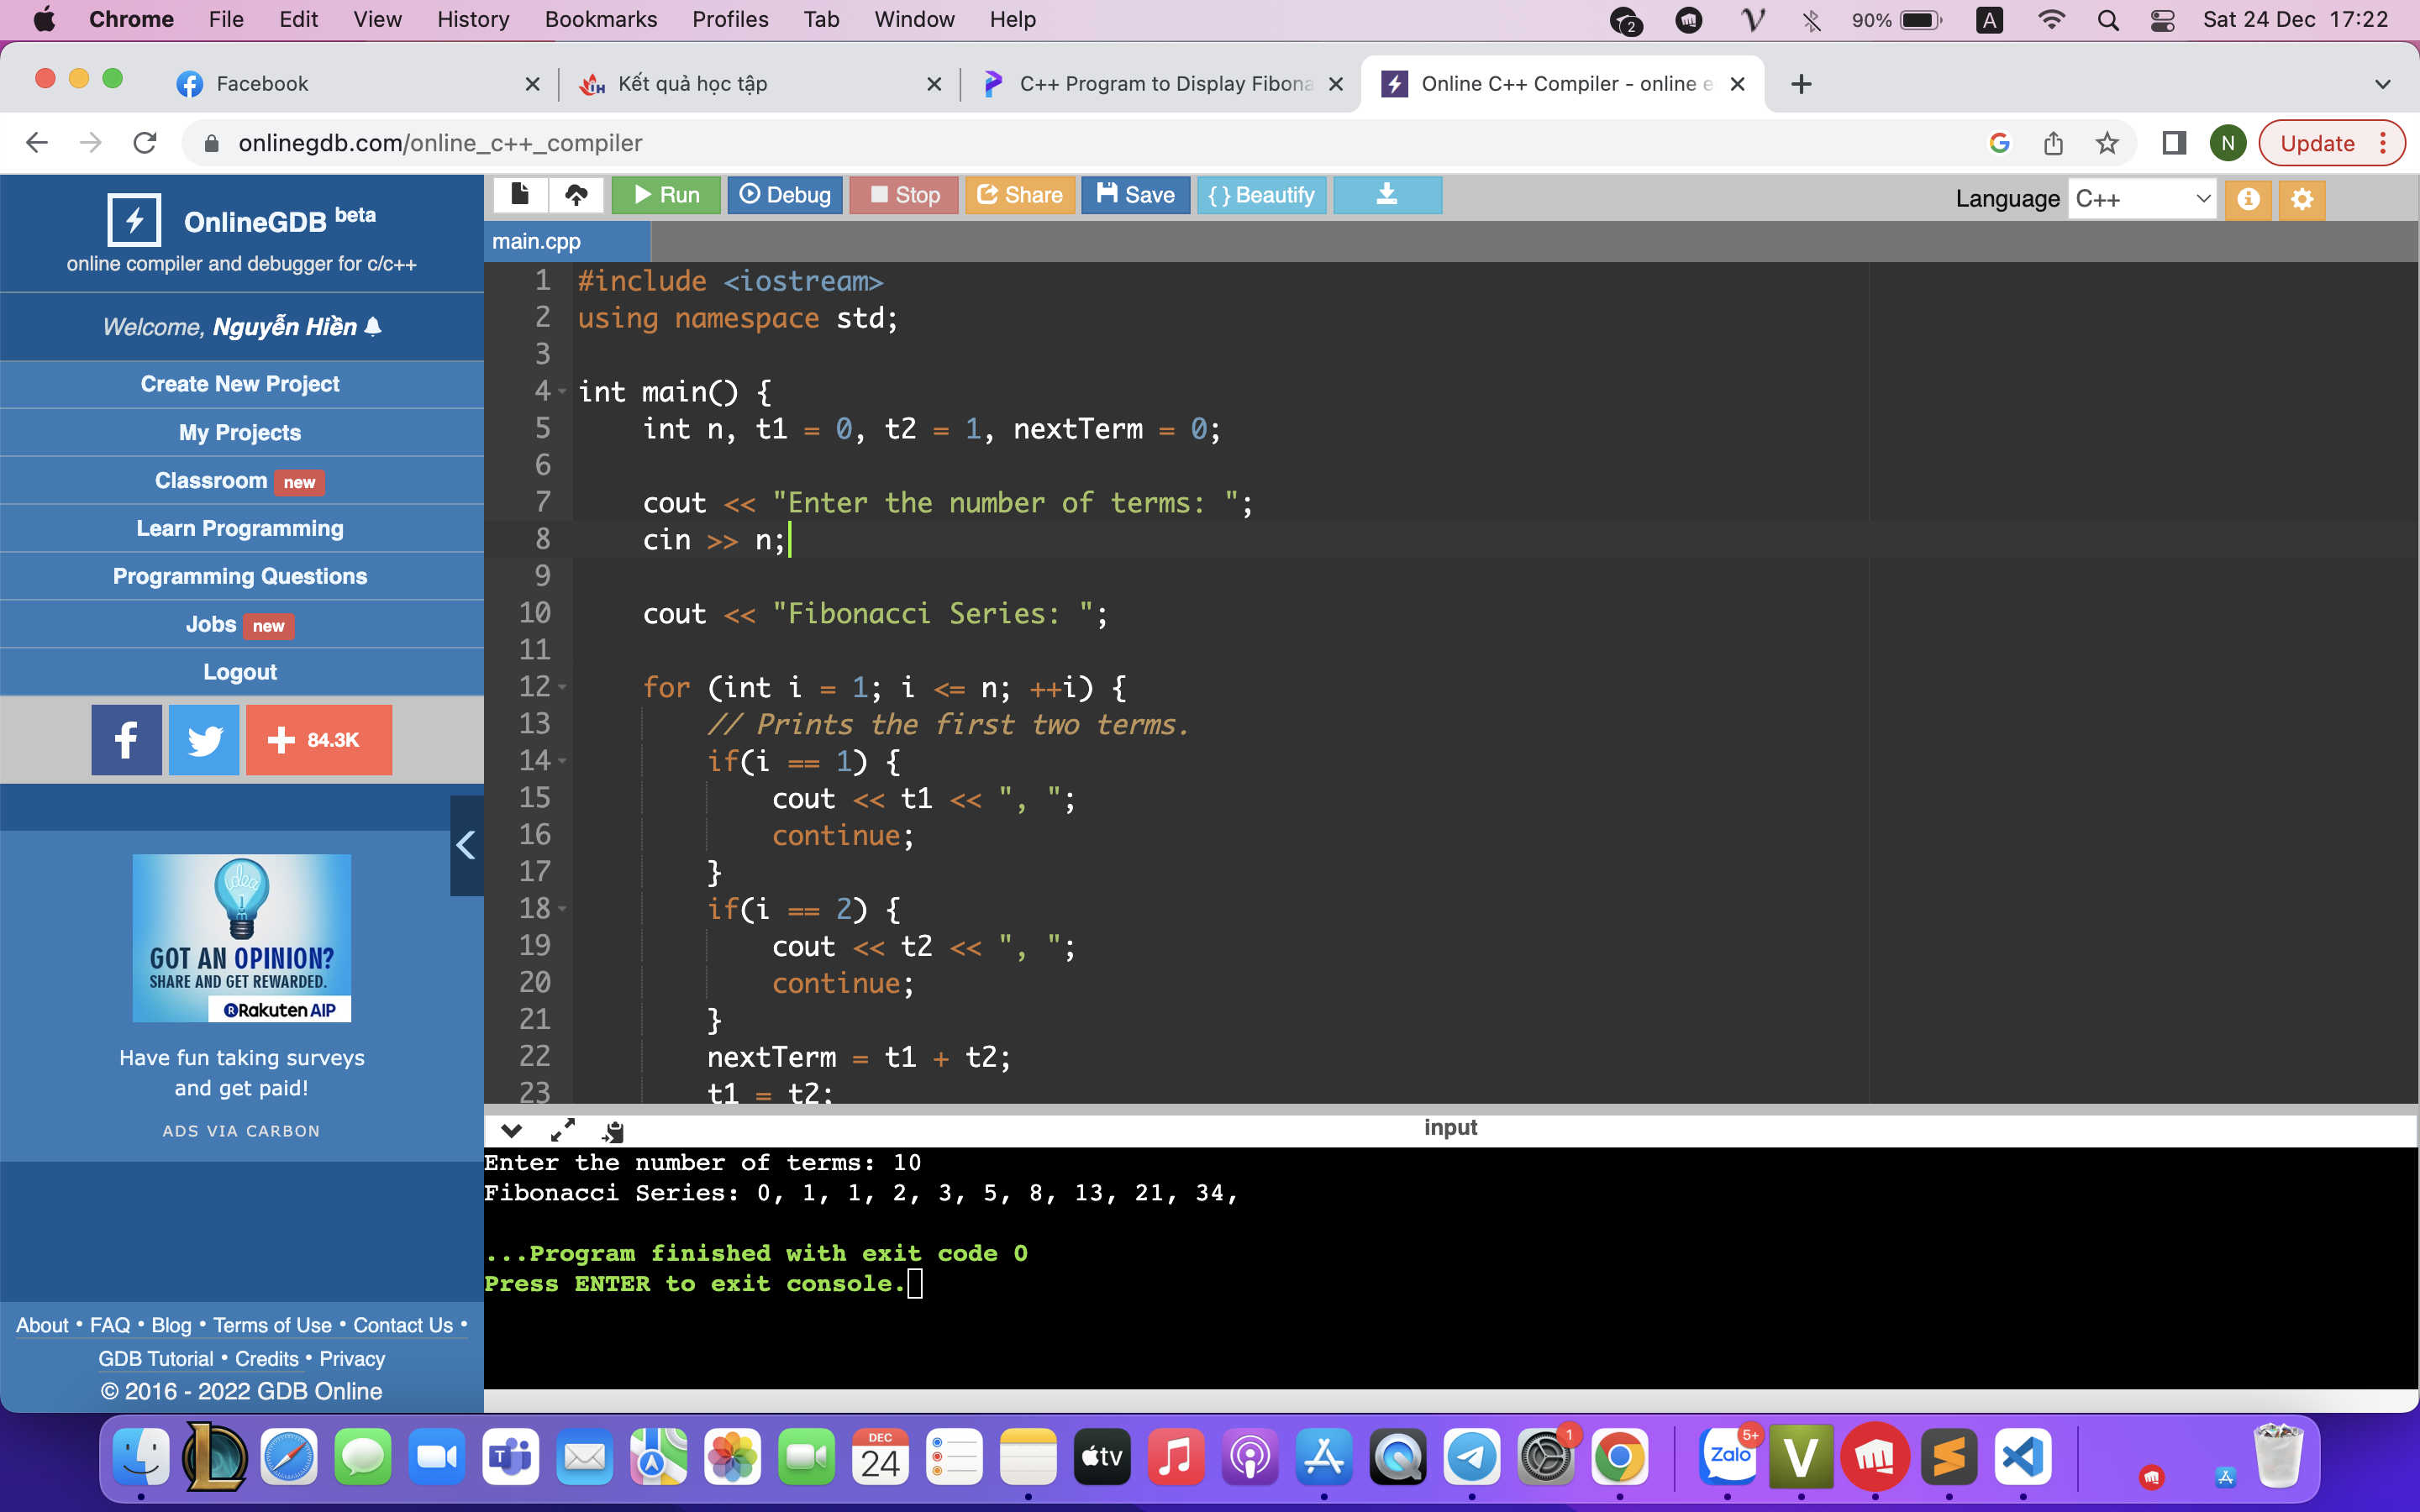 Chrome File Edit View History Bookmarks Profiles Tab Window Help 2 V 90% A Sat 24 Dec 17:22
Facebook Kết quả học tập C++ Program to Display Fibona Online C++ Compiler - online e
onlinegdb.com/online_c++_compiler N Update
OnlineGDB beta
online compiler and debugger for c/c++
Welcome, Nguyễn Hiền
Create New Project
My Projects
Classroom new
Learn Programming
Programming Questions
Jobs new
Logout
84.3K
idea
GOT AN OPINION?
SHARE AND GET REWARDED.
Rakuten AIP
Have fun taking surveys
and get paid!
ADS VIA CARBON
About • FAQ • Blog • Terms of Use • Contact Us •
GDB Tutorial • Credits • Privacy
© 2016 - 2022 GDB Online
Run Debug Stop Share Save { } Beautify Language C++
main.cpp
1 #include <iostream>
2 using namespace std;
3
4 int main() {
5 int n, t1 = 0, t2 = 1, nextTerm = 0;
6
7 cout << "Enter the number of terms: ";
8 cin >> n;
9
10 cout << "Fibonacci Series: ";
11
12 for (int i = 1; i <= n; ++i) {
13 // Prints the first two terms.
14 if(i == 1) {
15 cout << t1 << ", ";
16 continue;
17 }
18 if(i == 2) {
19 cout << t2 << ", ";
20 continue;
21 }
22 nextTerm = t1 + t2;
23 t1 = t2;
input
Enter the number of terms: 10
Fibonacci Series: 0, 1, 1, 2, 3, 5, 8, 13, 21, 34,
...Program finished with exit code 0
Press ENTER to exit console.
DEC
24
tv
1
Zalo
5+
V